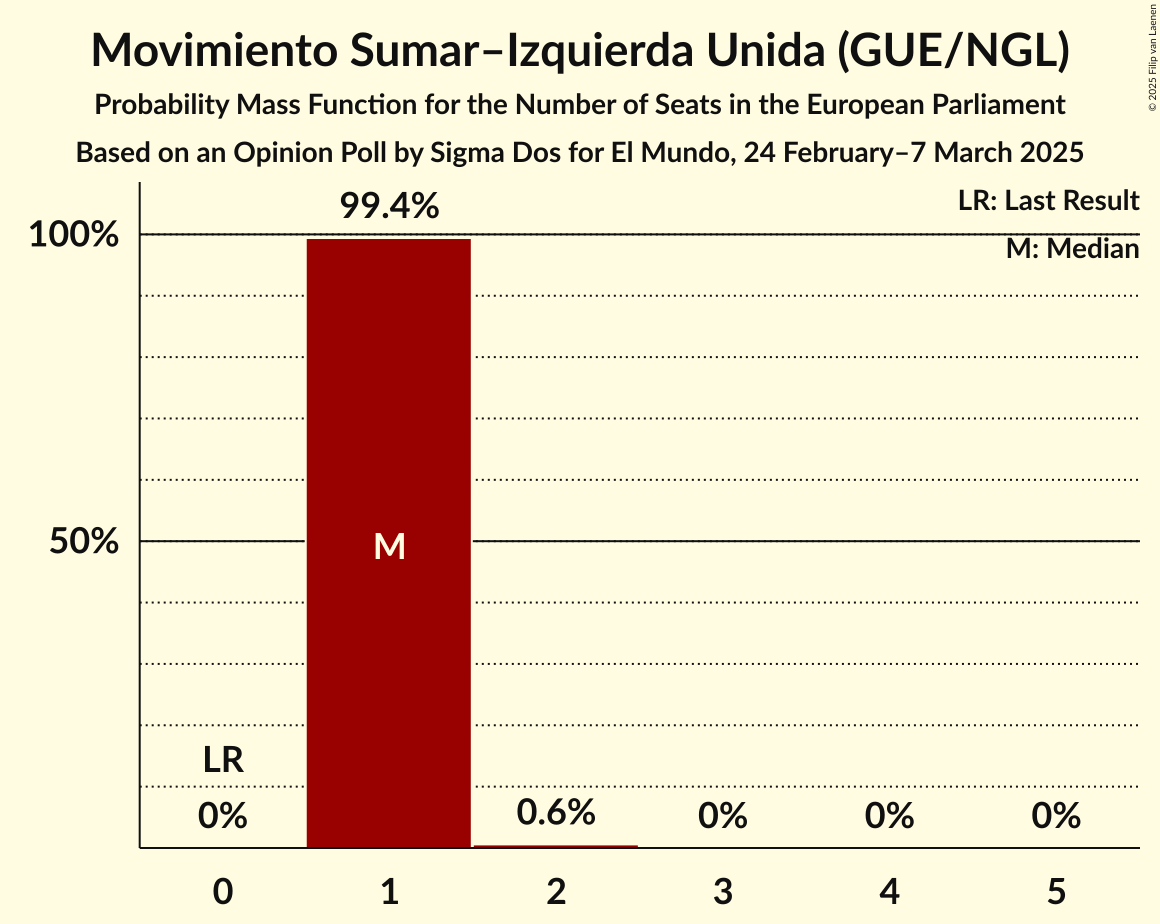 Movimiento Sumar–Izquierda Unida (GUE/NGL)
Probability Mass Function for the Number of Seats in the European Parliament
Based on an Opinion Poll by Sigma Dos for El Mundo, 24 February–7 March 2025
© 2025 Filip van Laenen
LR: Last Result
M: Median
99.4%
100%
50%
M
LR
0%
0.6%
0%
0%
0%
0
1
2
3
4
5